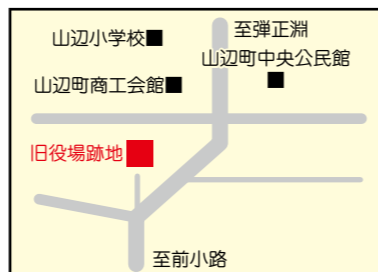 至弾正淵
山辺小学校■
山辺町中央公民館
■
山辺町商工会館■
旧役場跡地
至前小路